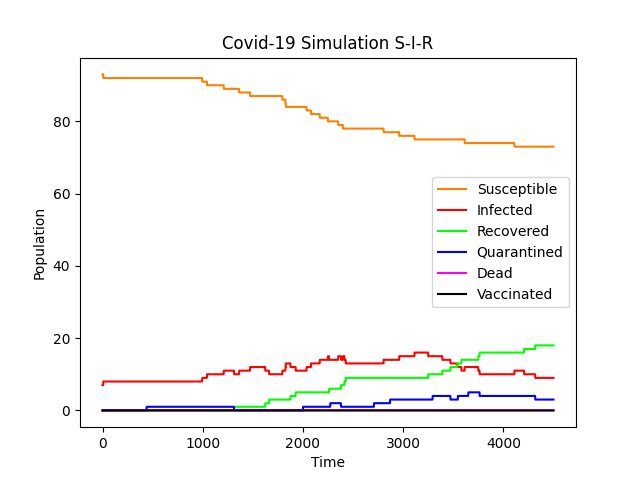 Covid-19 Simulation S-I-R
Population
80
60
40
20
0
Susceptible
Infected
Recovered
Quarantined
Dead
Vaccinated
0 1000 2000 3000 4000
Time